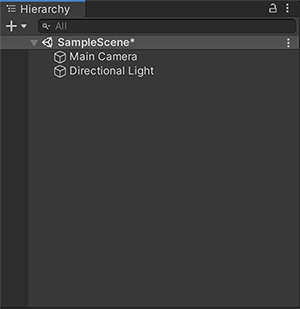 Hierarchy
All
SampleScene*
Main Camera
Directional Light